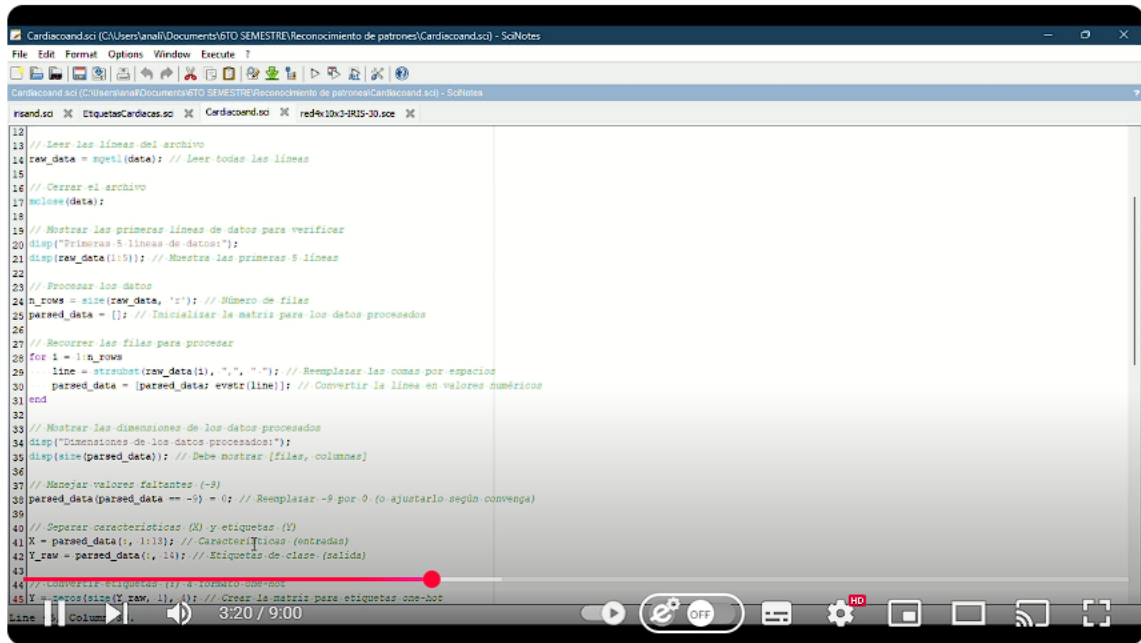 Cardiacoand.sci (C:\Users\anali\Documents\6TO SEMESTRE\Reconocimiento de patrones\Cardiacoand.sci) - SciNotes
File Edit Format Options Window Execute ?
Cardiacoand.sci (C:\Users\anali\Documents\6TO SEMESTRE\Reconocimiento de patrones\Cardiacoand.sci) - SciNotes
irisand.sci EtiquetasCardiacas.sci Cardiacoand.sci red4x10x3-IRIS-30.sce
12
13 // Leer las líneas del archivo
14 raw_data = mgetl(data); // Leer todas las líneas
15
16 // Cerrar el archivo
17 mclose(data);
18
19 // Mostrar las primeras líneas de datos para verificar
20 disp("Primeras 5 líneas de datos:");
21 disp(raw_data(1:5)); // Muestra las primeras 5 líneas
22
23 // Procesar los datos
24 n_rows = size(raw_data, 'r'); // Número de filas
25 parsed_data = []; // Inicializar la matriz para los datos procesados
26
27 // Recorrer las filas para procesar
28 for i = 1:n_rows
29 line = strsubst(raw_data(i), ",", " "); // Reemplazar las comas por espacios
30 parsed_data = [parsed_data; evstr(line)]; // Convertir la línea en valores numéricos
31 end
32
33 // Mostrar las dimensiones de los datos procesados
34 disp("Dimensiones de los datos procesados:");
35 disp(size(parsed_data)); // Debe mostrar [filas, columnas]
36
37 // Manejar valores faltantes (-9)
38 parsed_data(parsed_data == -9) = 0; // Reemplazar -9 por 0 (o ajustarlo según convenga)
39
40 // Separar características (X) y etiquetas (Y)
41 X = parsed_data(:, 1:13); // Características (entradas)
42 Y_raw = parsed_data(:, 14); // Etiquetas de clase (salida)
43
44 // Convertir etiquetas (Y) a formato one-hot
45 Y = zeros(size(Y_raw, 1), 4); // Crear la matriz para etiquetas one-hot
3:20 / 9:00
OFF
HD